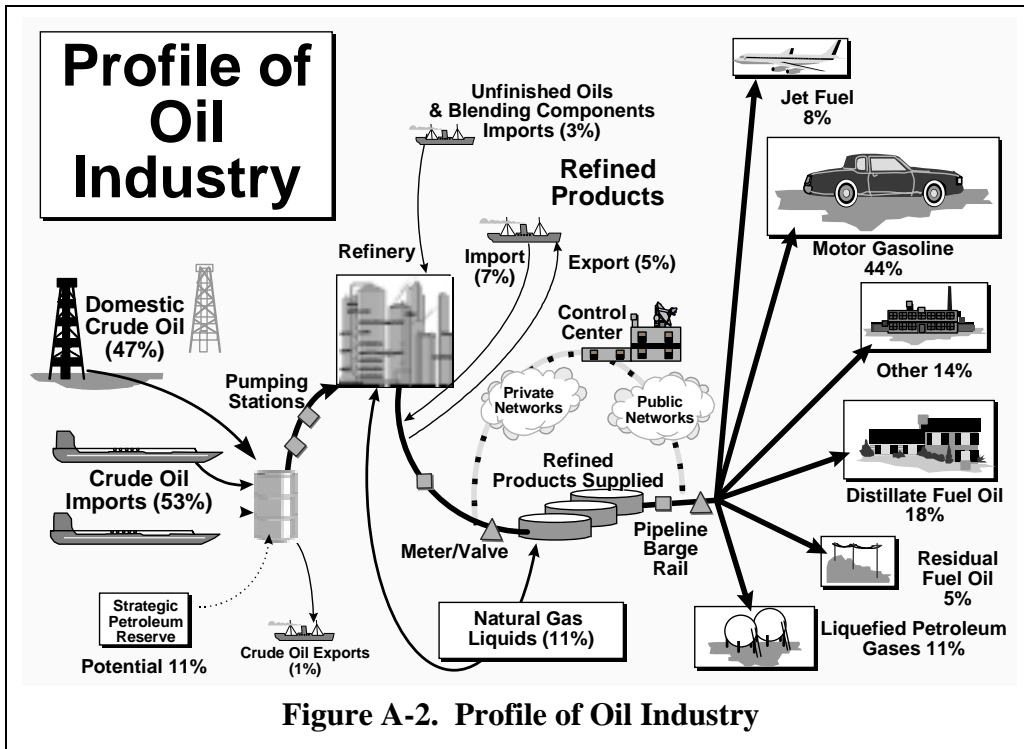 Profile of
Oil
Industry
Unfinished Oils
& Blending Components
Imports (3%)
Refined
Products
Import
(7%)
Export (5%)
Refinery
Domestic
Crude Oil
(47%)
Pumping
Stations
Crude Oil
Imports (53%)
Strategic
Petroleum
Reserve
Potential 11%
Crude Oil Exports
(1%)
Control
Center
Private
Networks
Public
Networks
Refined
Products Supplied
Meter/Valve
Pipeline
Barge
Rail
Natural Gas
Liquids (11%)
Jet Fuel
8%
Motor Gasoline
44%
Other 14%
Distillate Fuel Oil
18%
Residual
Fuel Oil
5%
Liquefied Petroleum
Gases 11%
Figure A-2. Profile of Oil Industry